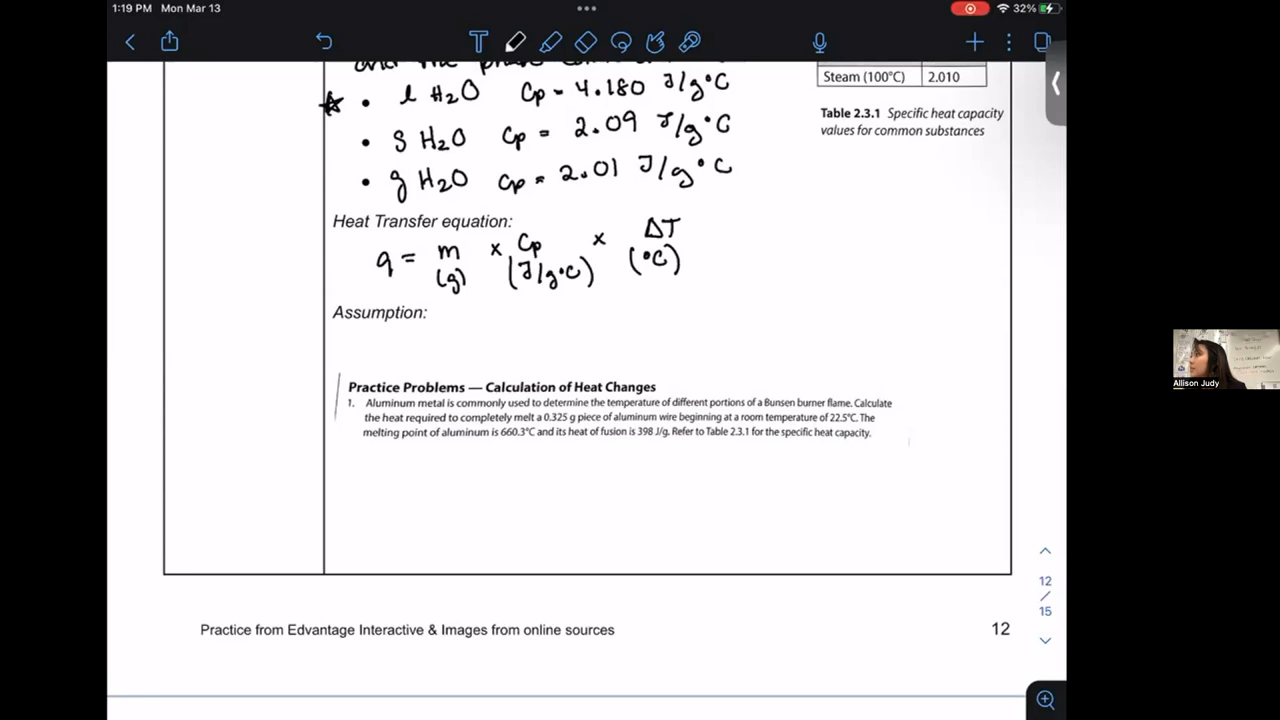 1:19 PM Mon Mar 13
32%
and the
Steam (100°C) 2.010
l H2O Cp = 4.180 J/g°C
Table 2.3.1 Specific heat capacity
values for common substances
s H2O Cp = 2.09 J/g°C
g H2O Cp = 2.01 J/g°C
Heat Transfer equation:
q = m x Cp x ΔT
(g) (J/g°C) (°C)
Assumption:
Practice Problems — Calculation of Heat Changes
1. Aluminum metal is commonly used to determine the temperature of different portions of a Bunsen burner flame. Calculate
the heat required to completely melt a 0.325 g piece of aluminum wire beginning at a room temperature of 22.5°C. The
melting point of aluminum is 660.3°C and its heat of fusion is 398 J/g. Refer to Table 2.3.1 for the specific heat capacity.
Allison Judy
12
/
15
Practice from Edvantage Interactive & Images from online sources 12